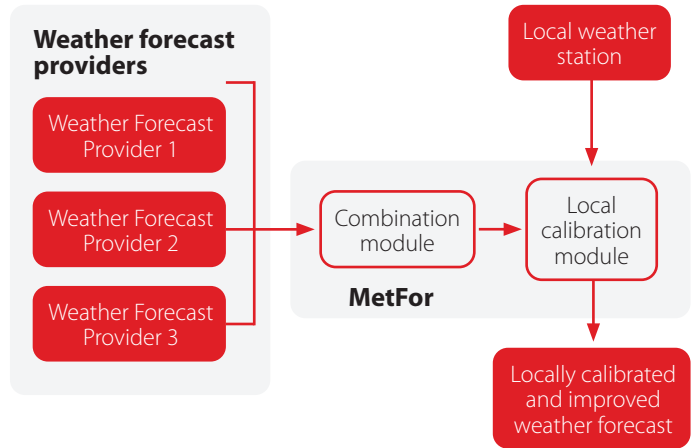 Weather forecast
providers
Weather Forecast
Provider 1
Weather Forecast
Provider 2
Weather Forecast
Provider 3
Local weather
station
Combination
module
Local
calibration
module
MetFor
Locally calibrated
and improved
weather forecast